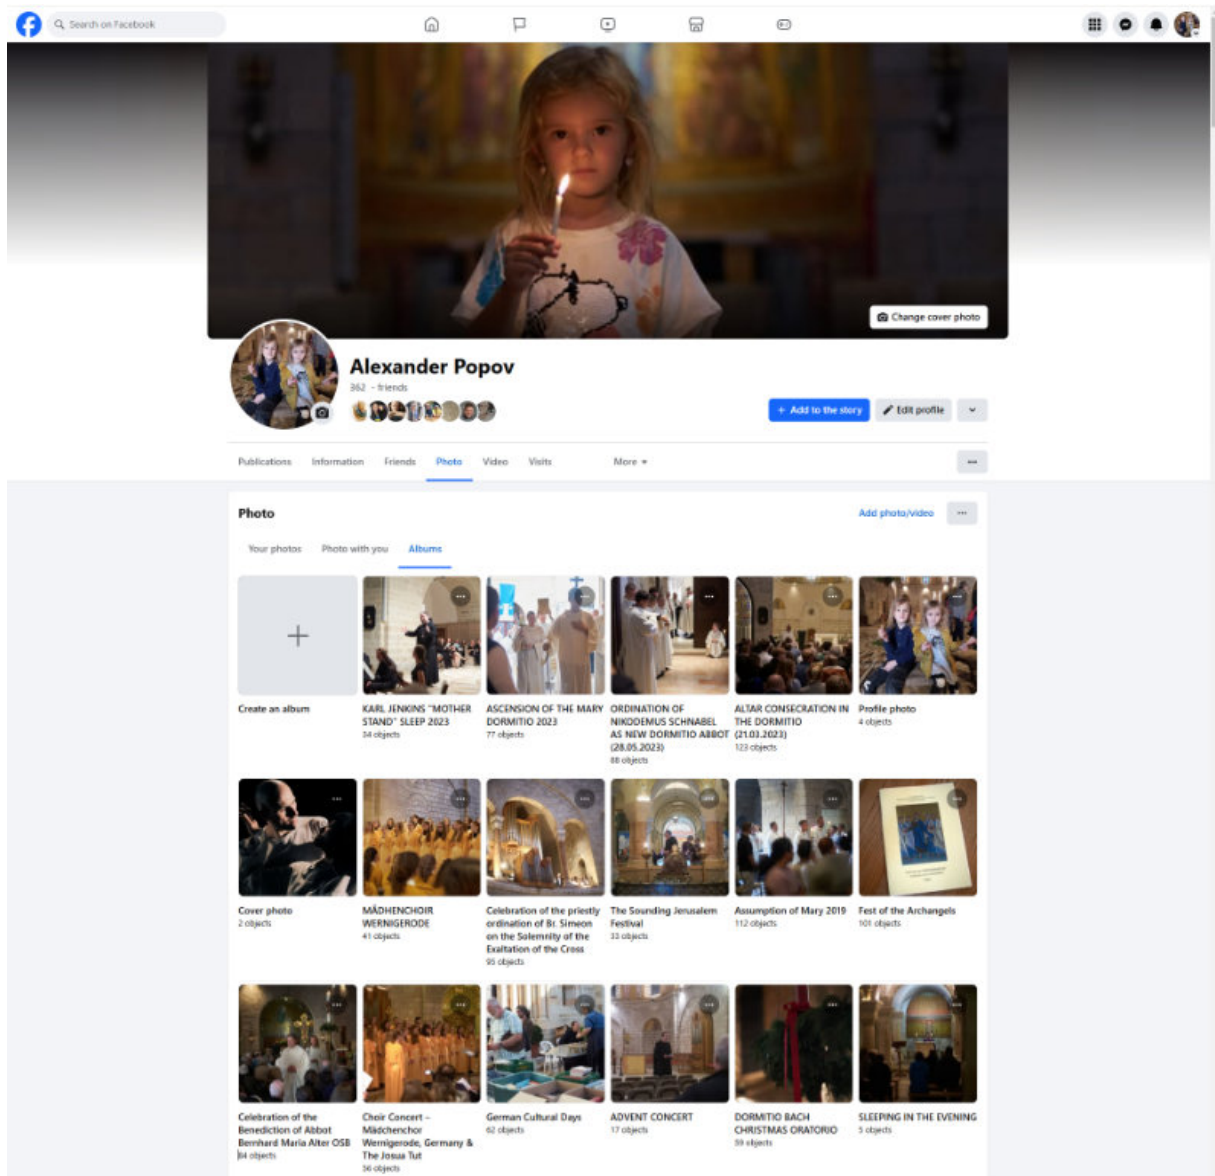 Search on Facebook
Change cover photo
Alexander Popov
362 - friends
+ Add to the story
Edit profile
Publications Information Friends Photo Video Visits More
Photo
Add photo/video
Your photos Photo with you Albums
Create an album
KARL JENKINS "MOTHER
STAND" SLEEP 2023
34 objects
ASCENSION OF THE MARY
DORMITIO 2023
77 objects
ORDINATION OF
NIKODEMUS SCHNABEL
AS NEW DORMITIO ABBOT
(28.05.2023)
88 objects
ALTAR CONSECRATION IN
THE DORMITIO
(21.03.2023)
123 objects
Profile photo
4 objects
Cover photo
2 objects
MÄDHENCHOIR
WERNIGERODE
41 objects
Celebration of the priestly
ordination of Br. Simeon
on the Solemnity of the
Exaltation of the Cross
95 objects
The Sounding Jerusalem
Festival
33 objects
Assumption of Mary 2019
112 objects
Fest of the Archangels
101 objects
Celebration of the
Benediction of Abbot
Bernhard Maria Alter OSB
84 objects
Choir Concert –
Mädchenchor
Wernigerode, Germany &
The Josua Tut
56 objects
German Cultural Days
62 objects
ADVENT CONCERT
17 objects
DORMITIO BACH
CHRISTMAS ORATORIO
59 objects
SLEEPING IN THE EVENING
5 objects